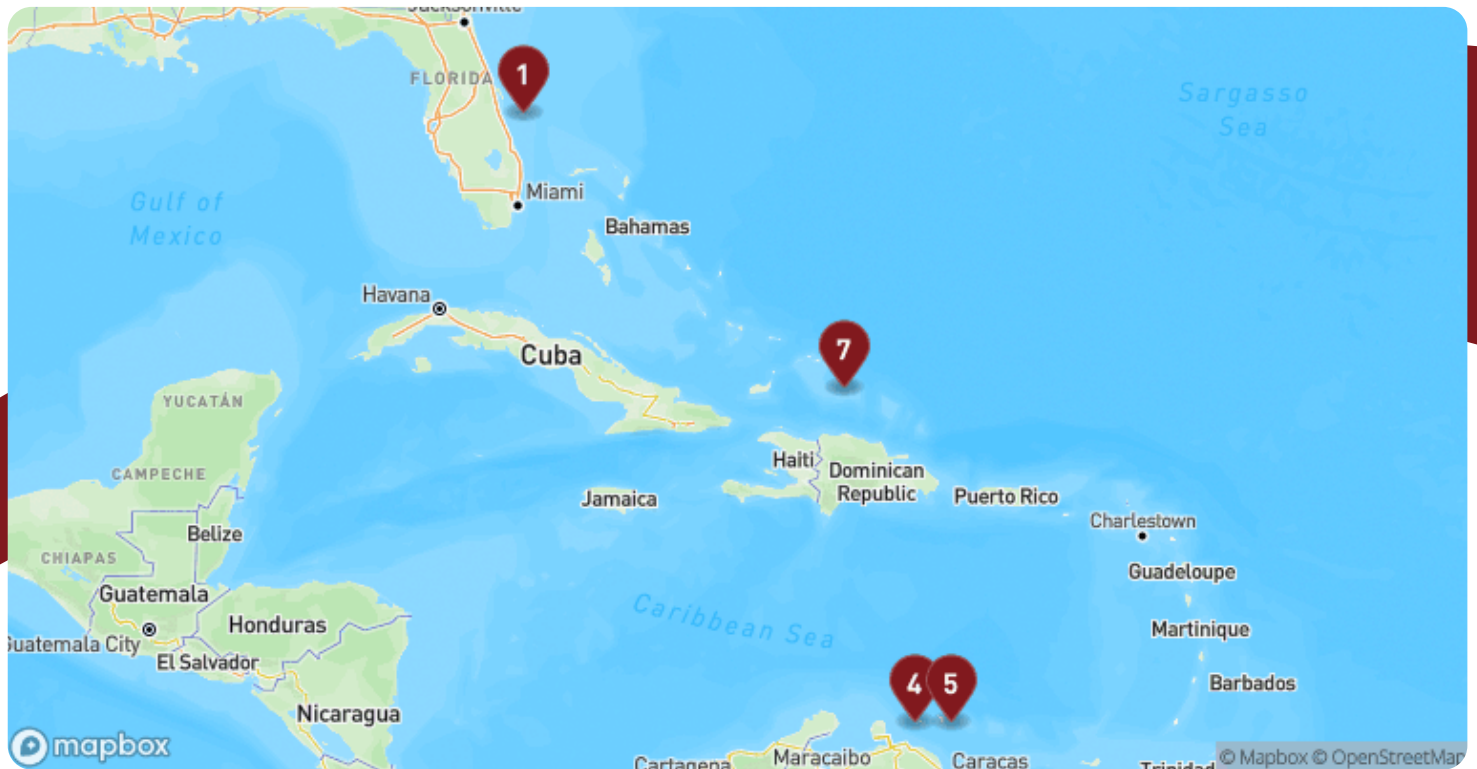 Jacksonville
FLORIDA
1
Sargasso
Sea
Miami
Gulf of
Mexico
Bahamas
Havana
Cuba
7
YUCATÁN
CAMPECHE
Haiti
Dominican
Republic
Jamaica
Puerto Rico
Charlestown
Belize
CHIAPAS
Guadeloupe
Guatemala
Caribbean Sea
Honduras
Martinique
Guatemala City
El Salvador
4
5
Barbados
Nicaragua
mapbox
Maracaibo
Cartagena
Caracas
Trinidad
© Mapbox © OpenStreetMap